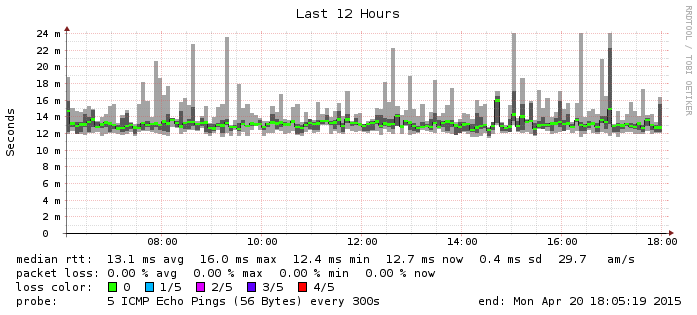 Last 12 Hours
RRDTOOL / TOBI OETIKER
Seconds
24 m
22 m
20 m
18 m
16 m
14 m
12 m
10 m
8 m
6 m
4 m
2 m
0
08:00 10:00 12:00 14:00 16:00 18:00
median rtt: 13.1 ms avg 16.0 ms max 12.4 ms min 12.7 ms now 0.4 ms sd 29.7 am/s
packet loss: 0.00 % avg 0.00 % max 0.00 % min 0.00 % now
loss color: 0 1/5 2/5 3/5 4/5
probe: 5 ICMP Echo Pings (56 Bytes) every 300s end: Mon Apr 20 18:05:19 2015